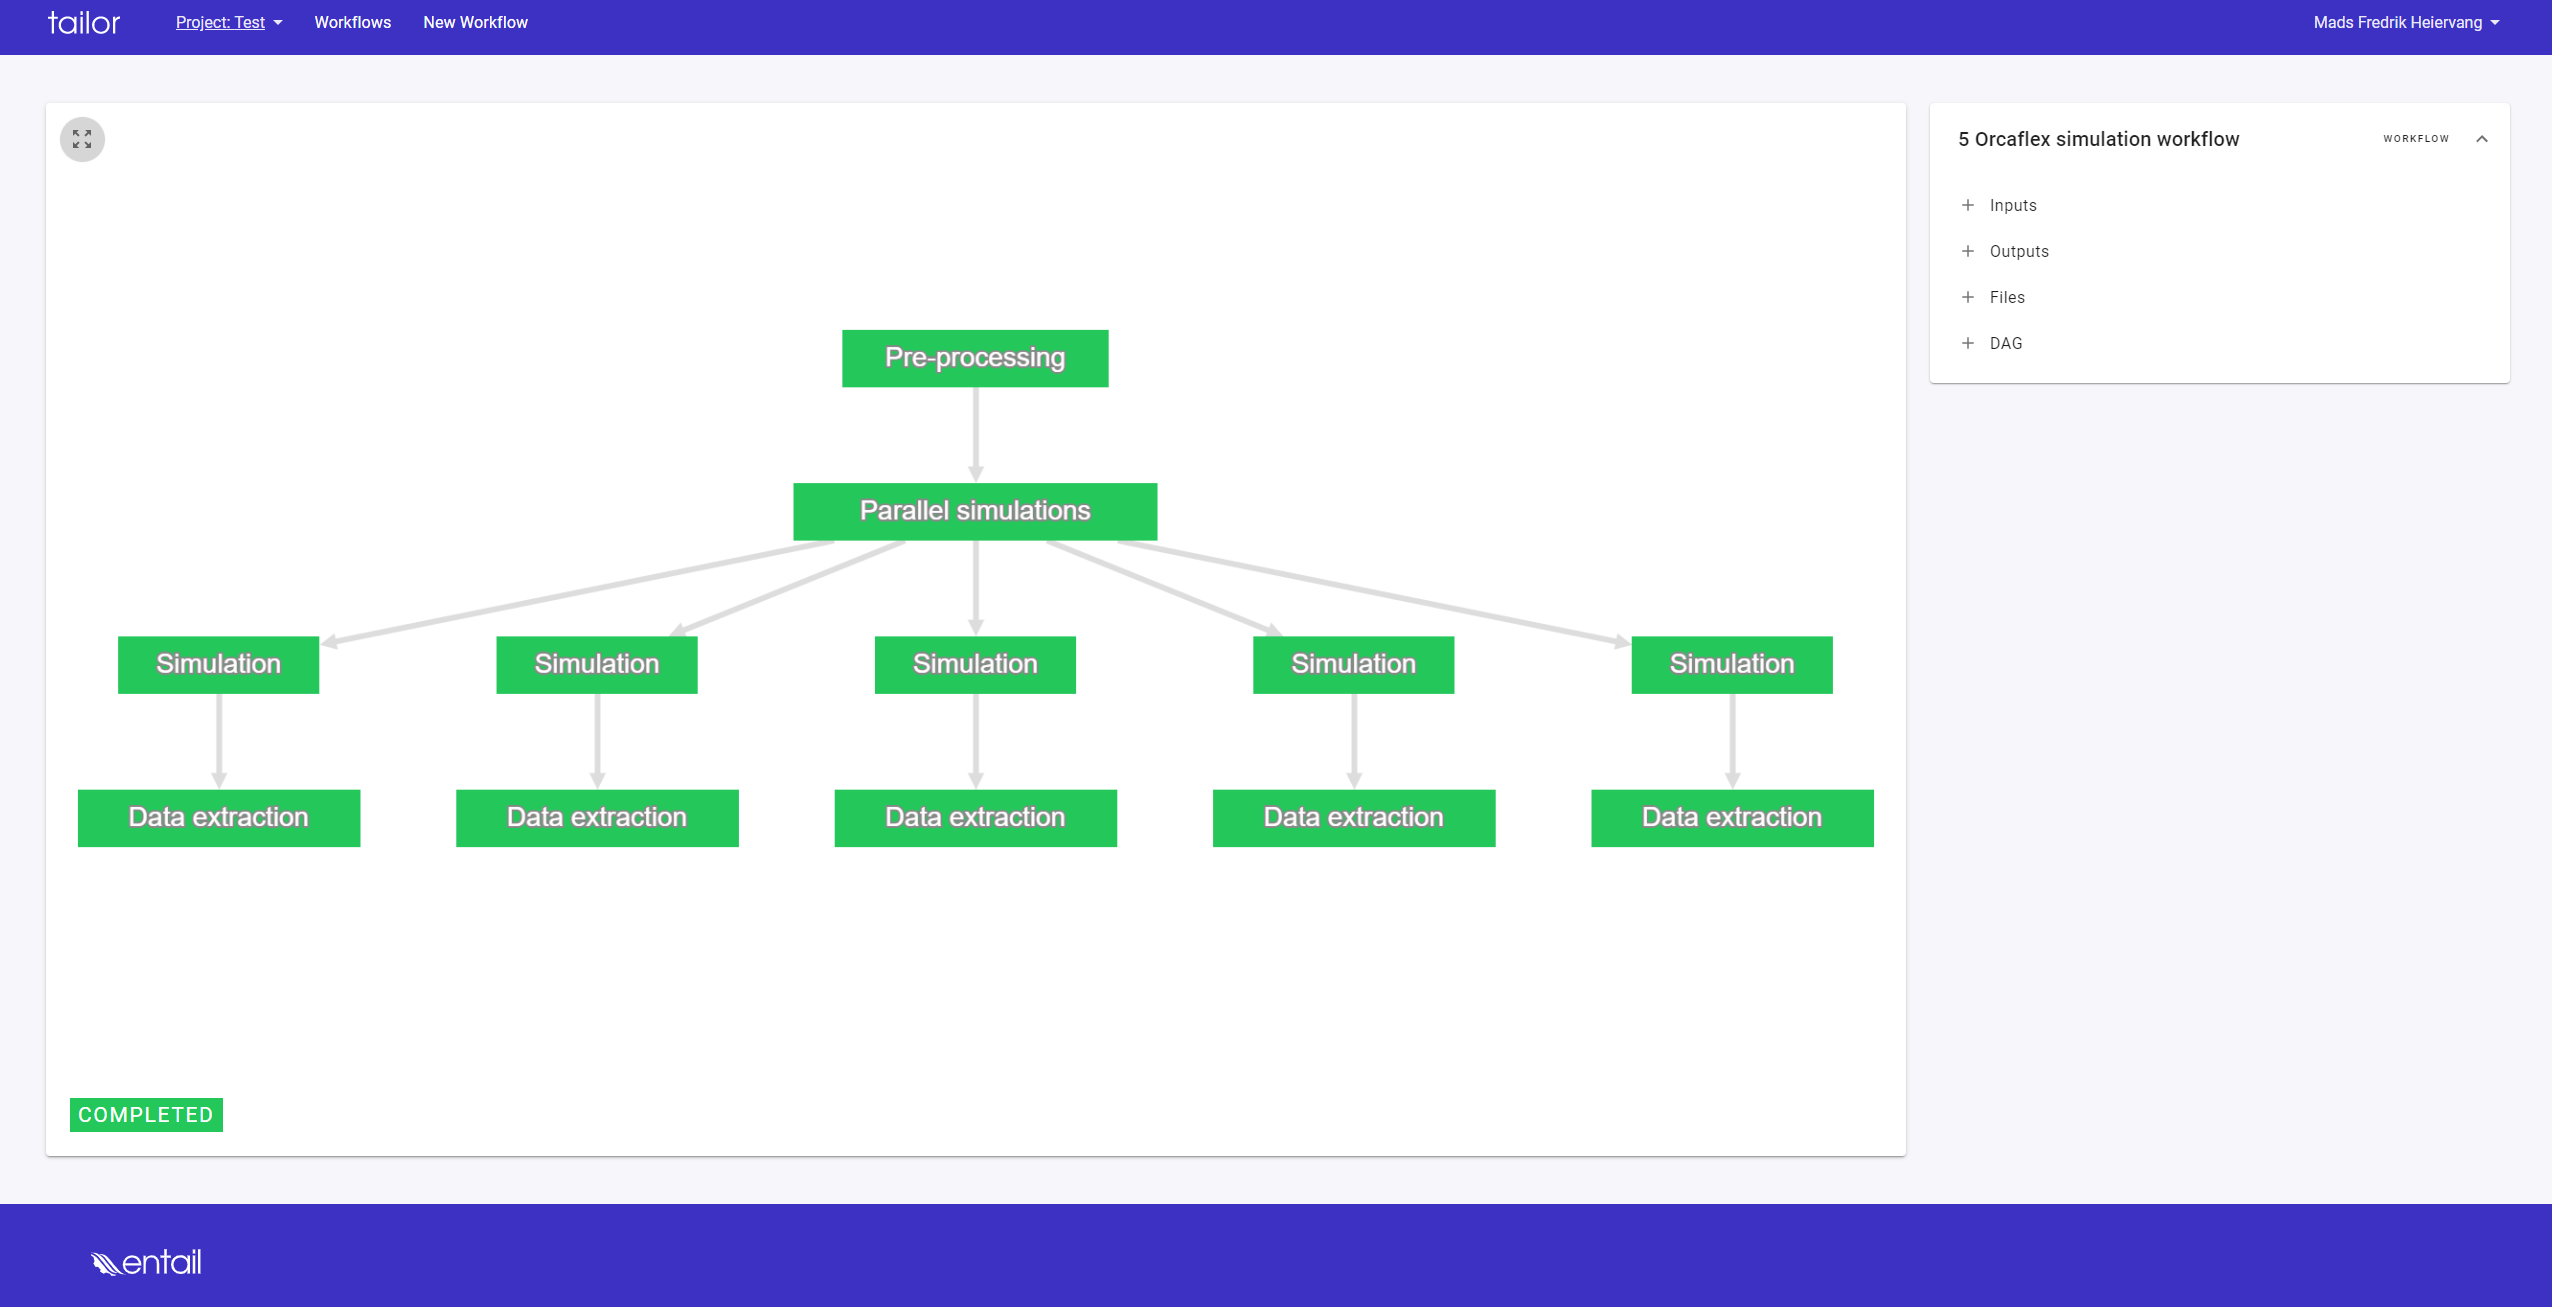 tailor Project: Test Workflows New Workflow Mads Fredrik Heiervang
5 Orcaflex simulation workflow WORKFLOW
Inputs
Outputs
Files
DAG
Pre-processing
Parallel simulations
Simulation Simulation Simulation Simulation Simulation
Data extraction Data extraction Data extraction Data extraction Data extraction
COMPLETED
entail